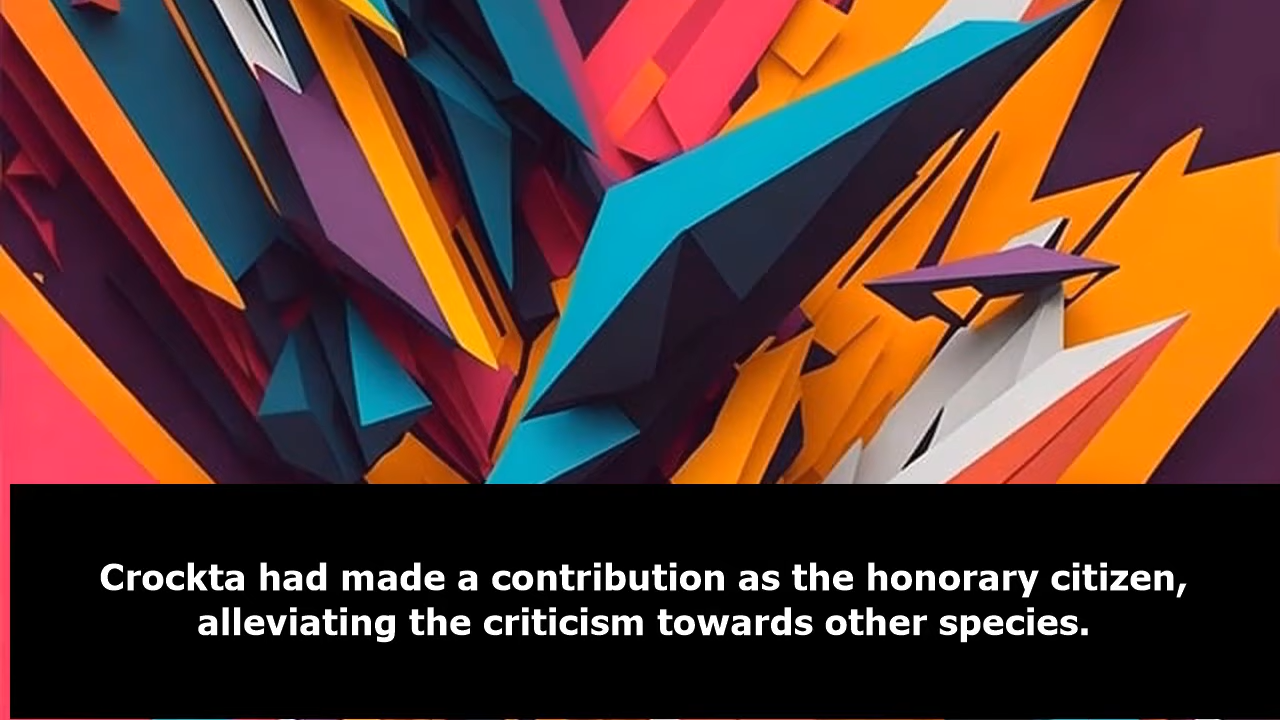 Crockta had made a contribution as the honorary citizen,
alleviating the criticism towards other species.